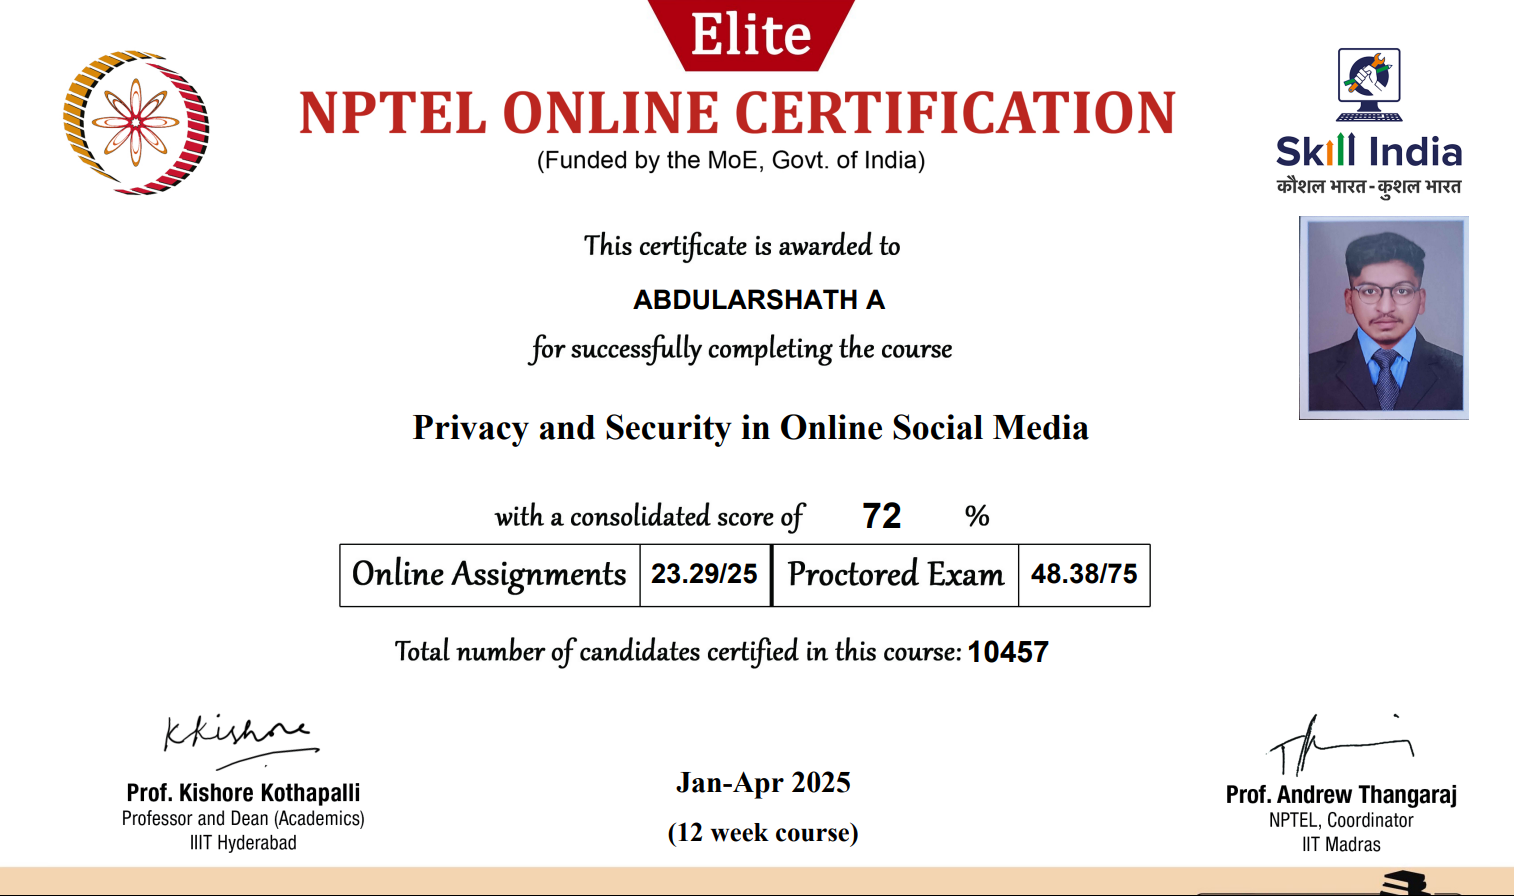 Elite
NPTEL ONLINE CERTIFICATION
(Funded by the MoE, Govt. of India)
Skill India
कौशल भारत - कुशल भारत
This certificate is awarded to
ABDULARSHATH A
for successfully completing the course
Privacy and Security in Online Social Media
with a consolidated score of 72 %
Online Assignments 23.29/25 Proctored Exam 48.38/75
Total number of candidates certified in this course: 10457
KKishore
Prof. Kishore Kothapalli
Professor and Dean (Academics)
IIIT Hyderabad
Jan-Apr 2025
(12 week course)
Prof. Andrew Thangaraj
NPTEL, Coordinator
IIT Madras